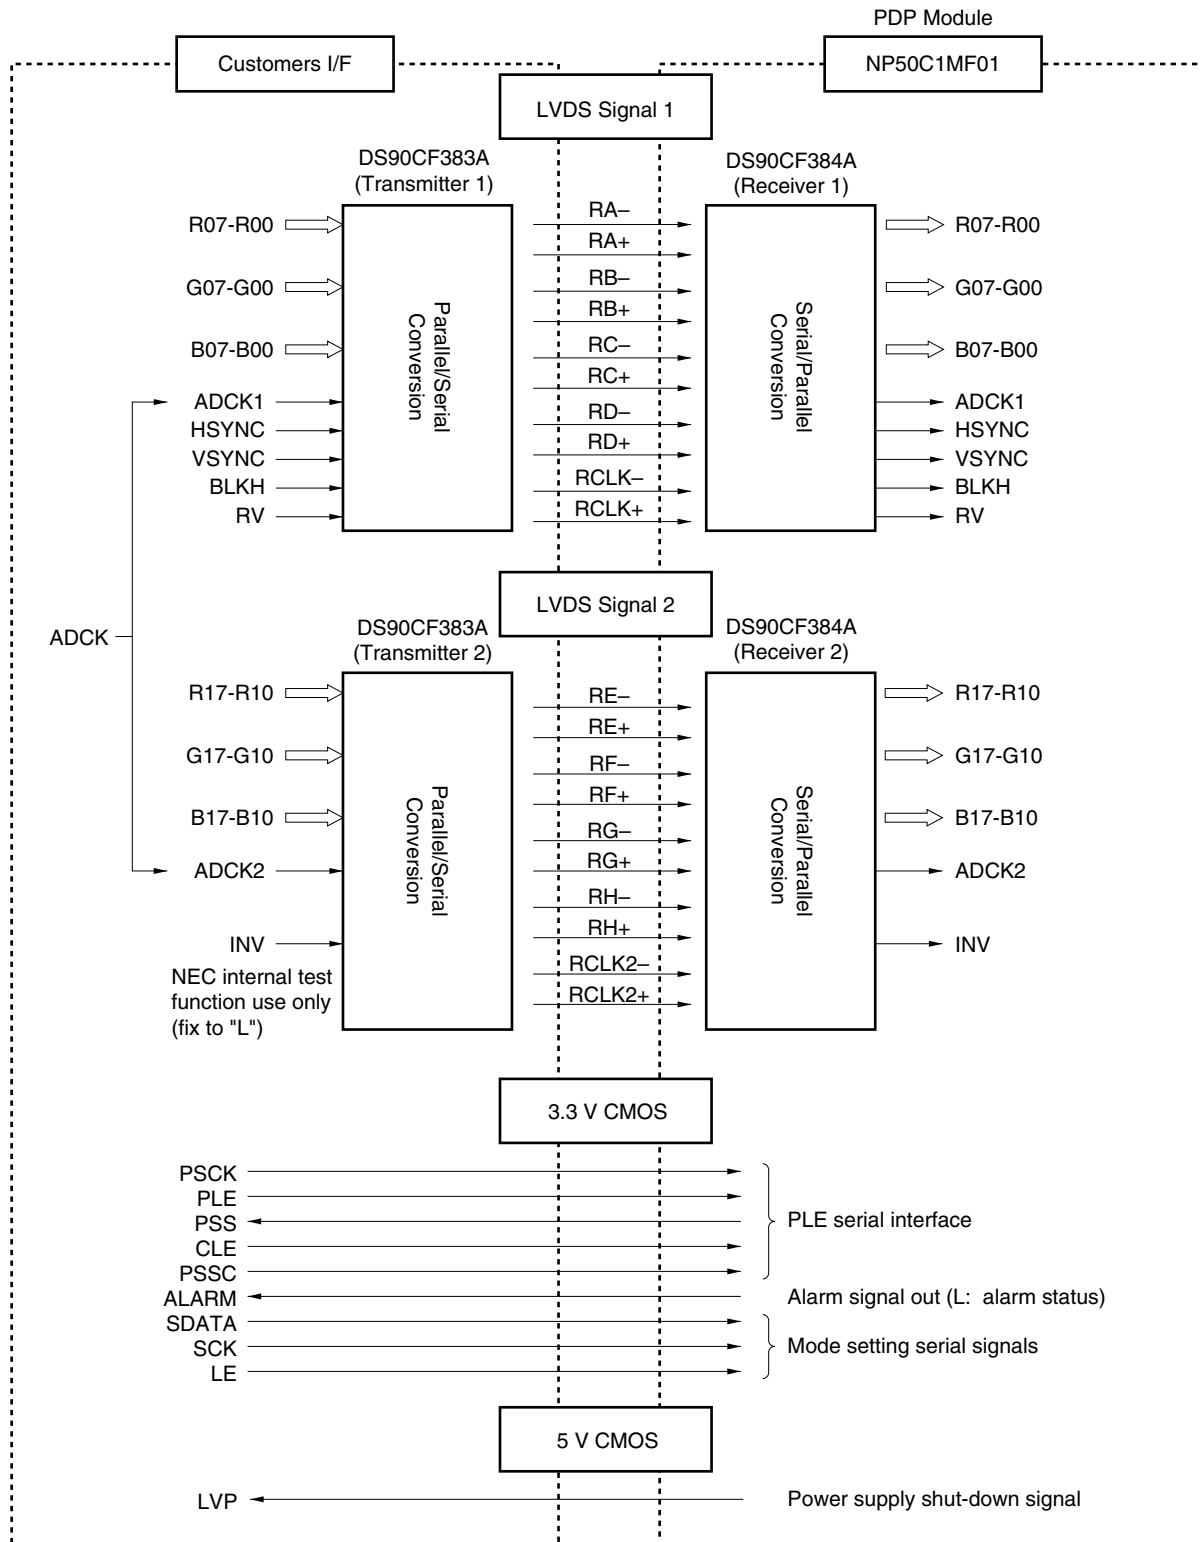 PDP Module
Customers I/F
NP50C1MF01
LVDS Signal 1
DS90CF383A
(Transmitter 1)
DS90CF384A
(Receiver 1)
R07-R00
G07-G00
B07-B00
ADCK1
HSYNC
VSYNC
BLKH
RV
Parallel/Serial
Conversion
RA–
RA+
RB–
RB+
RC–
RC+
RD–
RD+
RCLK–
RCLK+
Serial/Parallel
Conversion
R07-R00
G07-G00
B07-B00
ADCK1
HSYNC
VSYNC
BLKH
RV
ADCK
LVDS Signal 2
DS90CF383A
(Transmitter 2)
DS90CF384A
(Receiver 2)
R17-R10
G17-G10
B17-B10
ADCK2
INV
NEC internal test
function use only
(fix to "L")
Parallel/Serial
Conversion
RE–
RE+
RF–
RF+
RG–
RG+
RH–
RH+
RCLK2–
RCLK2+
Serial/Parallel
Conversion
R17-R10
G17-G10
B17-B10
ADCK2
INV
3.3 V CMOS
PSCK
PLE
PSS
CLE
PSSC
PLE serial interface
ALARM
Alarm signal out (L: alarm status)
SDATA
SCK
LE
Mode setting serial signals
5 V CMOS
LVP
Power supply shut-down signal